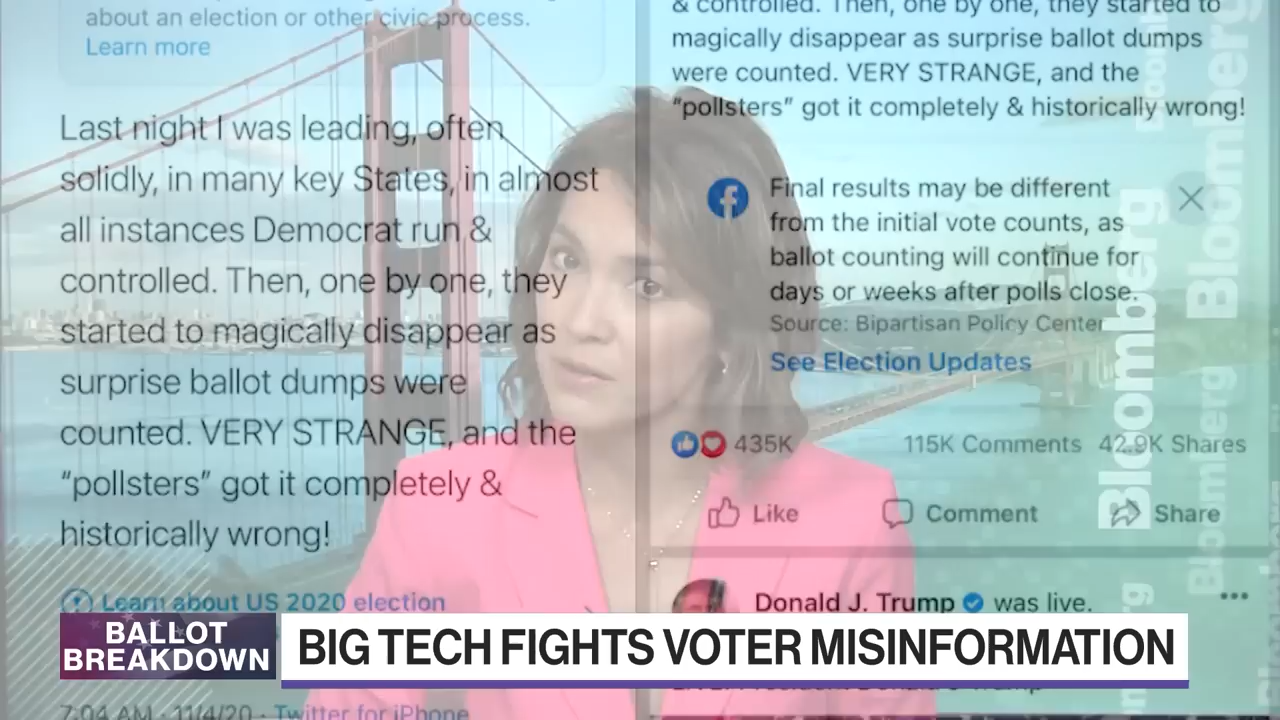 about an election or other civic process.
Learn more
Last night I was leading, often
solidly, in many key States, in almost
all instances Democrat run &
controlled. Then, one by one, they
started to magically disappear as
surprise ballot dumps were
counted. VERY STRANGE, and the
“pollsters” got it completely &
historically wrong!
Learn about US 2020 election
7:04 AM · 11/4/20 · Twitter for iPhone
& controlled. Then, one by one, they started to
magically disappear as surprise ballot dumps
were counted. VERY STRANGE, and the
“pollsters” got it completely & historically wrong!
Final results may be different
from the initial vote counts, as
ballot counting will continue for
days or weeks after polls close.
Source: Bipartisan Policy Center
See Election Updates
435K
115K Comments 42.9K Shares
Like Comment Share
Donald J. Trump was live.
Bloomberg
Bloomberg
Bloomberg
BALLOT
BREAKDOWN
BIG TECH FIGHTS VOTER MISINFORMATION